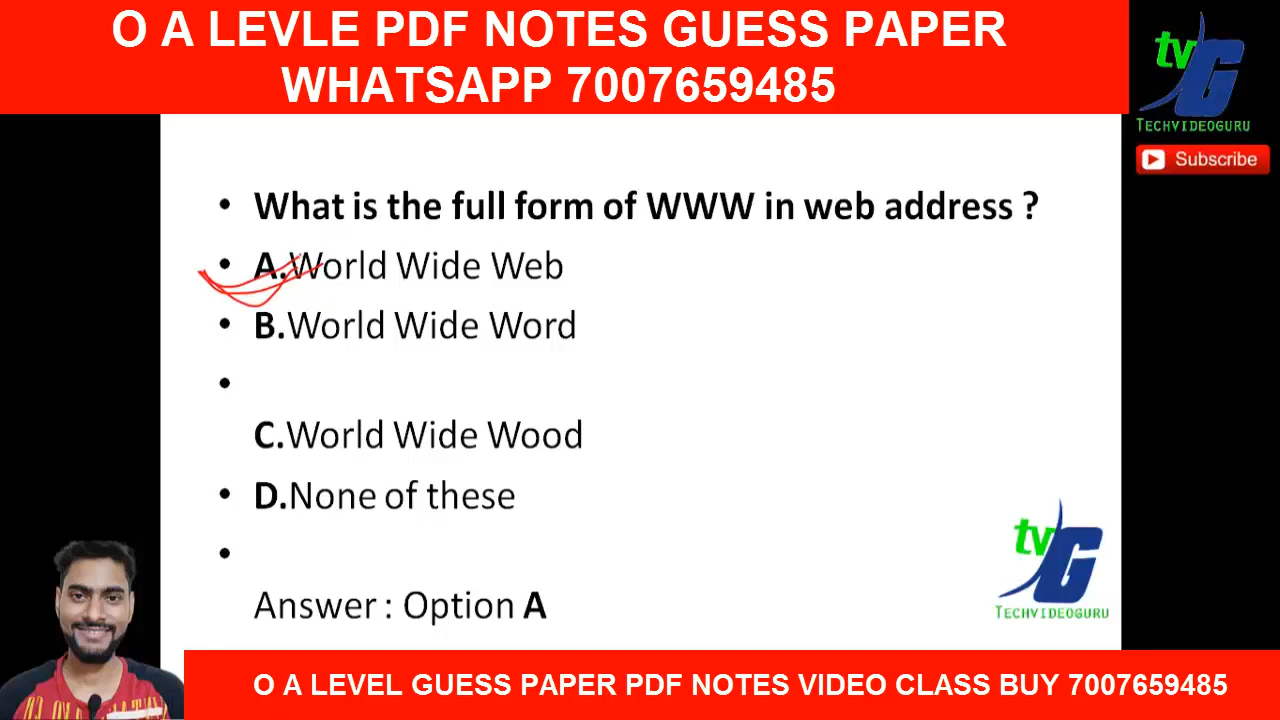 O A LEVLE PDF NOTES GUESS PAPER
WHATSAPP 7007659485
tvG
TECHVIDEOGURU
Subscribe
• What is the full form of WWW in web address ?
• A.World Wide Web
• B.World Wide Word
•
C.World Wide Wood
• D.None of these
•
Answer : Option A
tvG
TECHVIDEOGURU
O A LEVEL GUESS PAPER PDF NOTES VIDEO CLASS BUY 7007659485